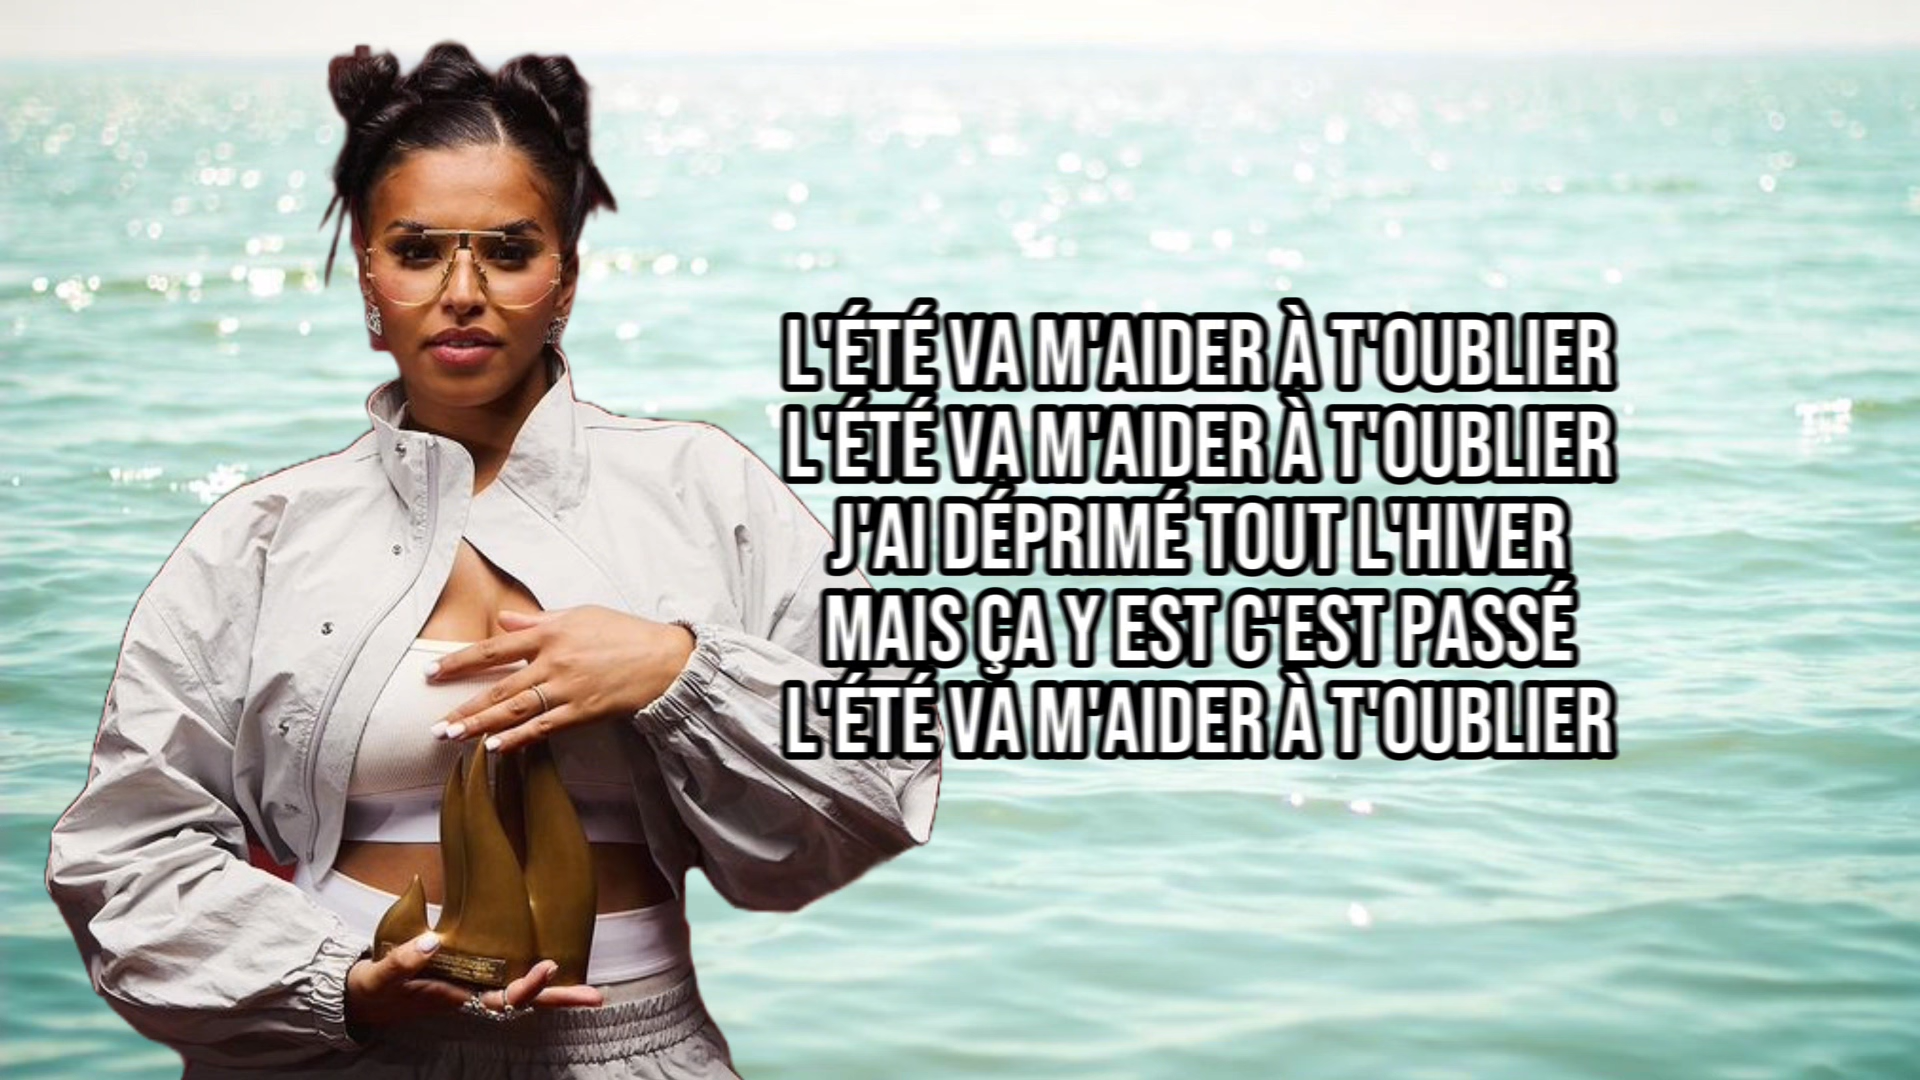 L'ÉTÉ VA M'AIDER À T'OUBLIER
L'ÉTÉ VA M'AIDER À T'OUBLIER
J'AI DÉPRIMÉ TOUT L'HIVER
MAIS ÇA Y EST C'EST PASSÉ
L'ÉTÉ VA M'AIDER À T'OUBLIER